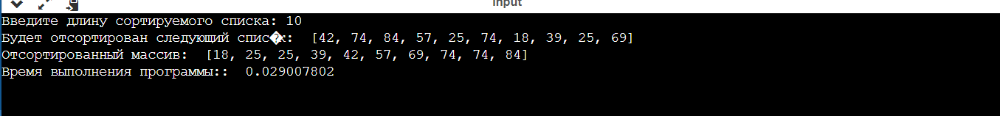 input
Введите длину сортируемого списка: 10
Будет отсортирован следующий спис�к:  [42, 74, 84, 57, 25, 74, 18, 39, 25, 69]
Отсортированный массив:  [18, 25, 25, 39, 42, 57, 69, 74, 74, 84]
Время выполнения программы::  0.029007802